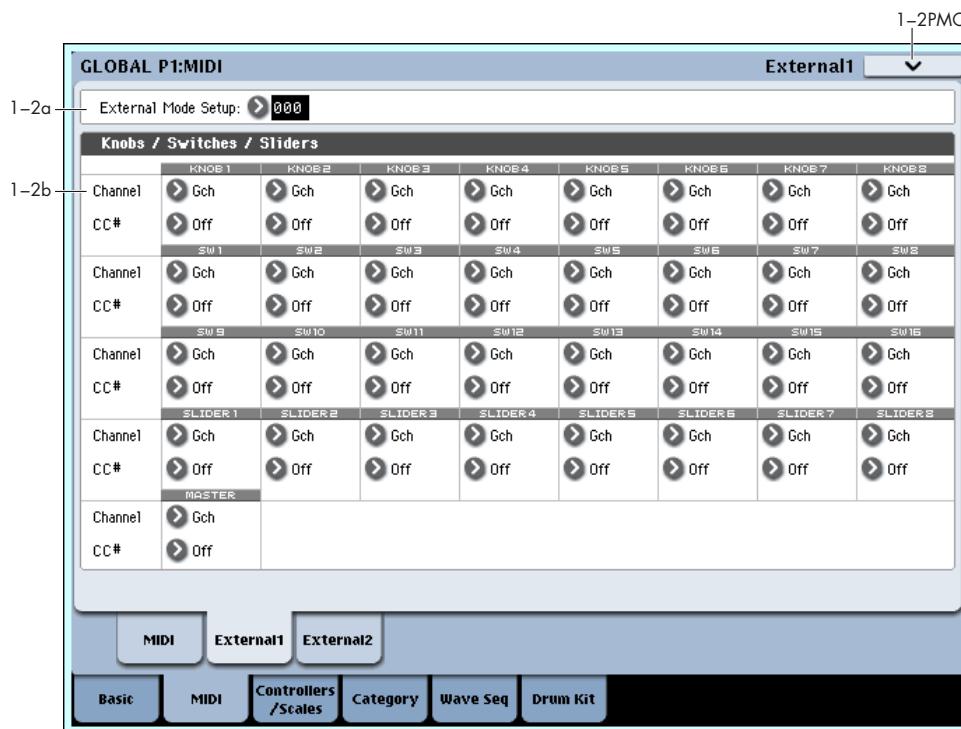 1–2PMC
GLOBAL P1:MIDI External1
1–2a External Mode Setup: 000
Knobs / Switches / Sliders
KNOB 1 KNOB 2 KNOB 3 KNOB 4 KNOB 5 KNOB 6 KNOB 7 KNOB 8
1–2b Channel Gch Gch Gch Gch Gch Gch Gch Gch
CC# Off Off Off Off Off Off Off Off
SW 1 SW 2 SW 3 SW 4 SW 5 SW 6 SW 7 SW 8
Channel Gch Gch Gch Gch Gch Gch Gch Gch
CC# Off Off Off Off Off Off Off Off
SW 9 SW 10 SW 11 SW 12 SW 13 SW 14 SW 15 SW 16
Channel Gch Gch Gch Gch Gch Gch Gch Gch
CC# Off Off Off Off Off Off Off Off
SLIDER 1 SLIDER 2 SLIDER 3 SLIDER 4 SLIDER 5 SLIDER 6 SLIDER 7 SLIDER 8
Channel Gch Gch Gch Gch Gch Gch Gch Gch
CC# Off Off Off Off Off Off Off Off
MASTER
Channel Gch
CC# Off
MIDI External1 External2
Basic MIDI Controllers /Scales Category Wave Seq Drum Kit